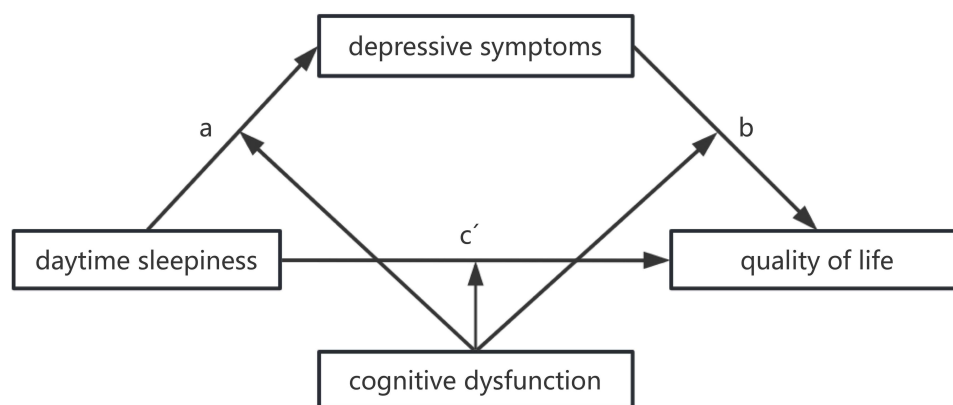 depressive symptoms
a
b
c´
daytime sleepiness
quality of life
cognitive dysfunction